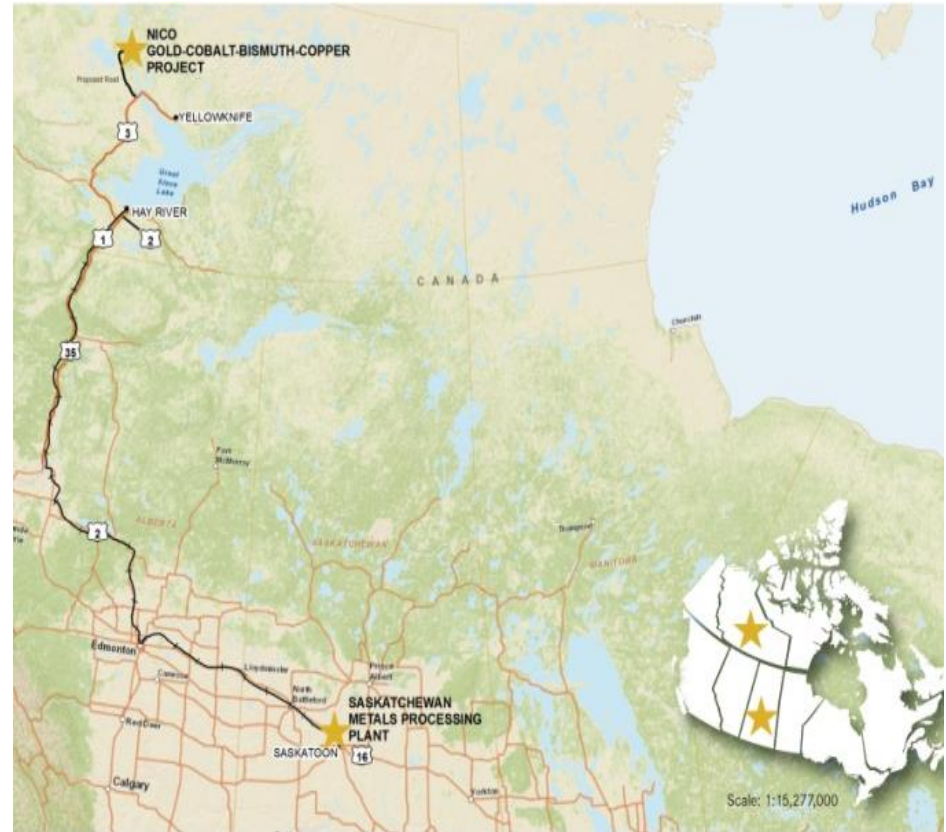 NICO
GOLD-COBALT-BISMUTH-COPPER
PROJECT
Proposed Road
YELLOWKNIFE
3
Great
Slave
Lake
Hudson Bay
HAY RIVER
1
2
CANADA
Churchill
35
Fort
McMurray
2
ALBERTA
SASKATCHEWAN
Thompson
MANITOBA
Edmonton
Lloydminster
Camrose
Prince
Albert
North
Battleford
SASKATCHEWAN
METALS PROCESSING
PLANT
Red Deer
SASKATOON
16
Calgary
Yorkton
Scale: 1:15,277,000